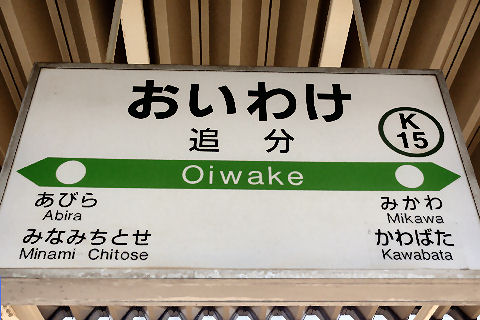 おいわけ
追分
K
15
Oiwake
あびら
Abira
みなみちとせ
Minami Chitose
みかわ
Mikawa
かわばた
Kawabata